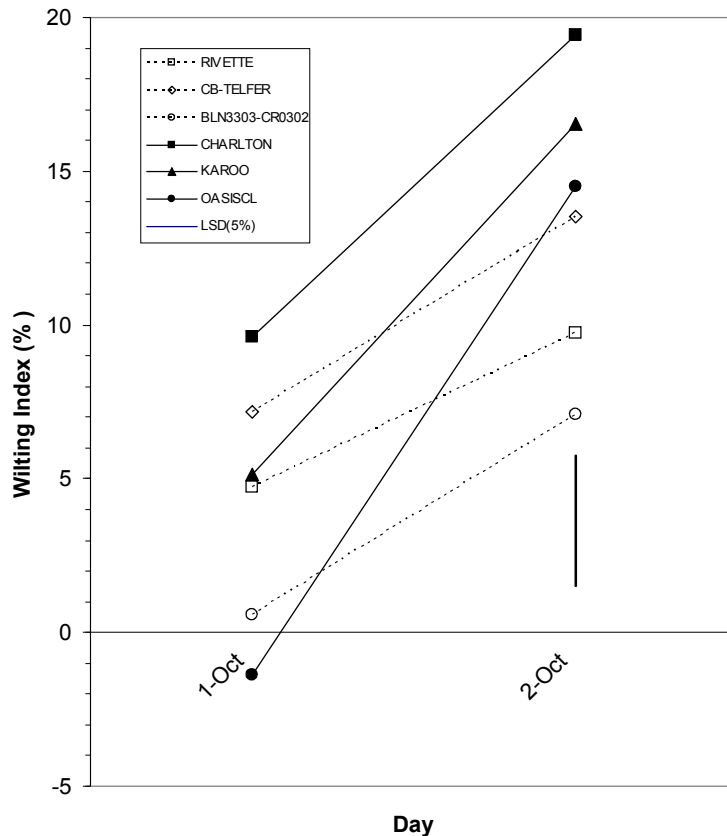 20
15
10
5
0
-5
Wilting Index (%)
RIVETTE
CB-TELFER
BLN3303-CR0302
CHARLTON
KAROO
OASISCL
LSD(5%)
1-Oct
2-Oct
Day